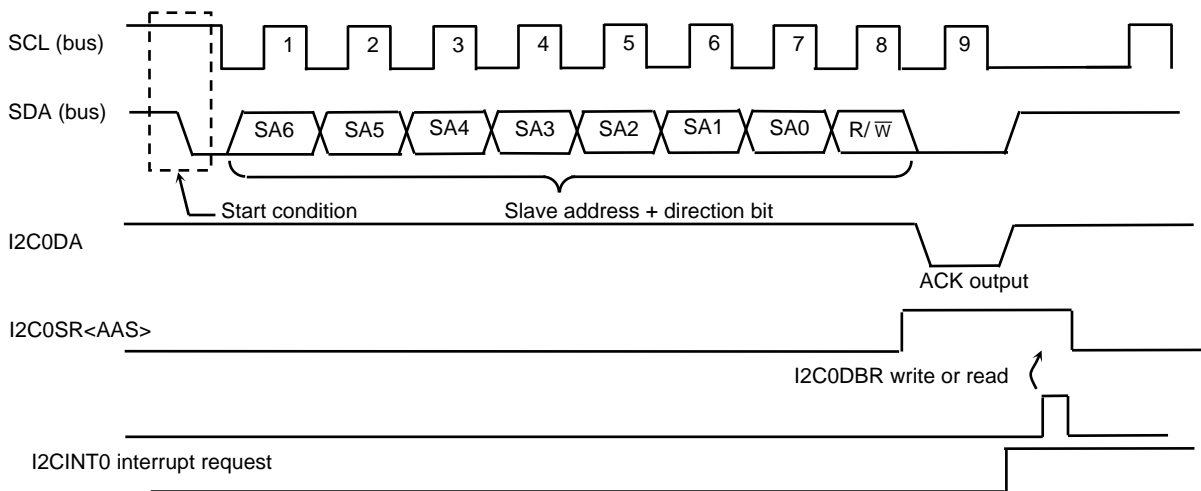 SCL (bus)
1 2 3 4 5 6 7 8 9
SDA (bus)
SA6 SA5 SA4 SA3 SA2 SA1 SA0 R/W̅
Start condition
Slave address + direction bit
I2C0DA
ACK output
I2C0SR<AAS>
I2C0DBR write or read
I2CINT0 interrupt request